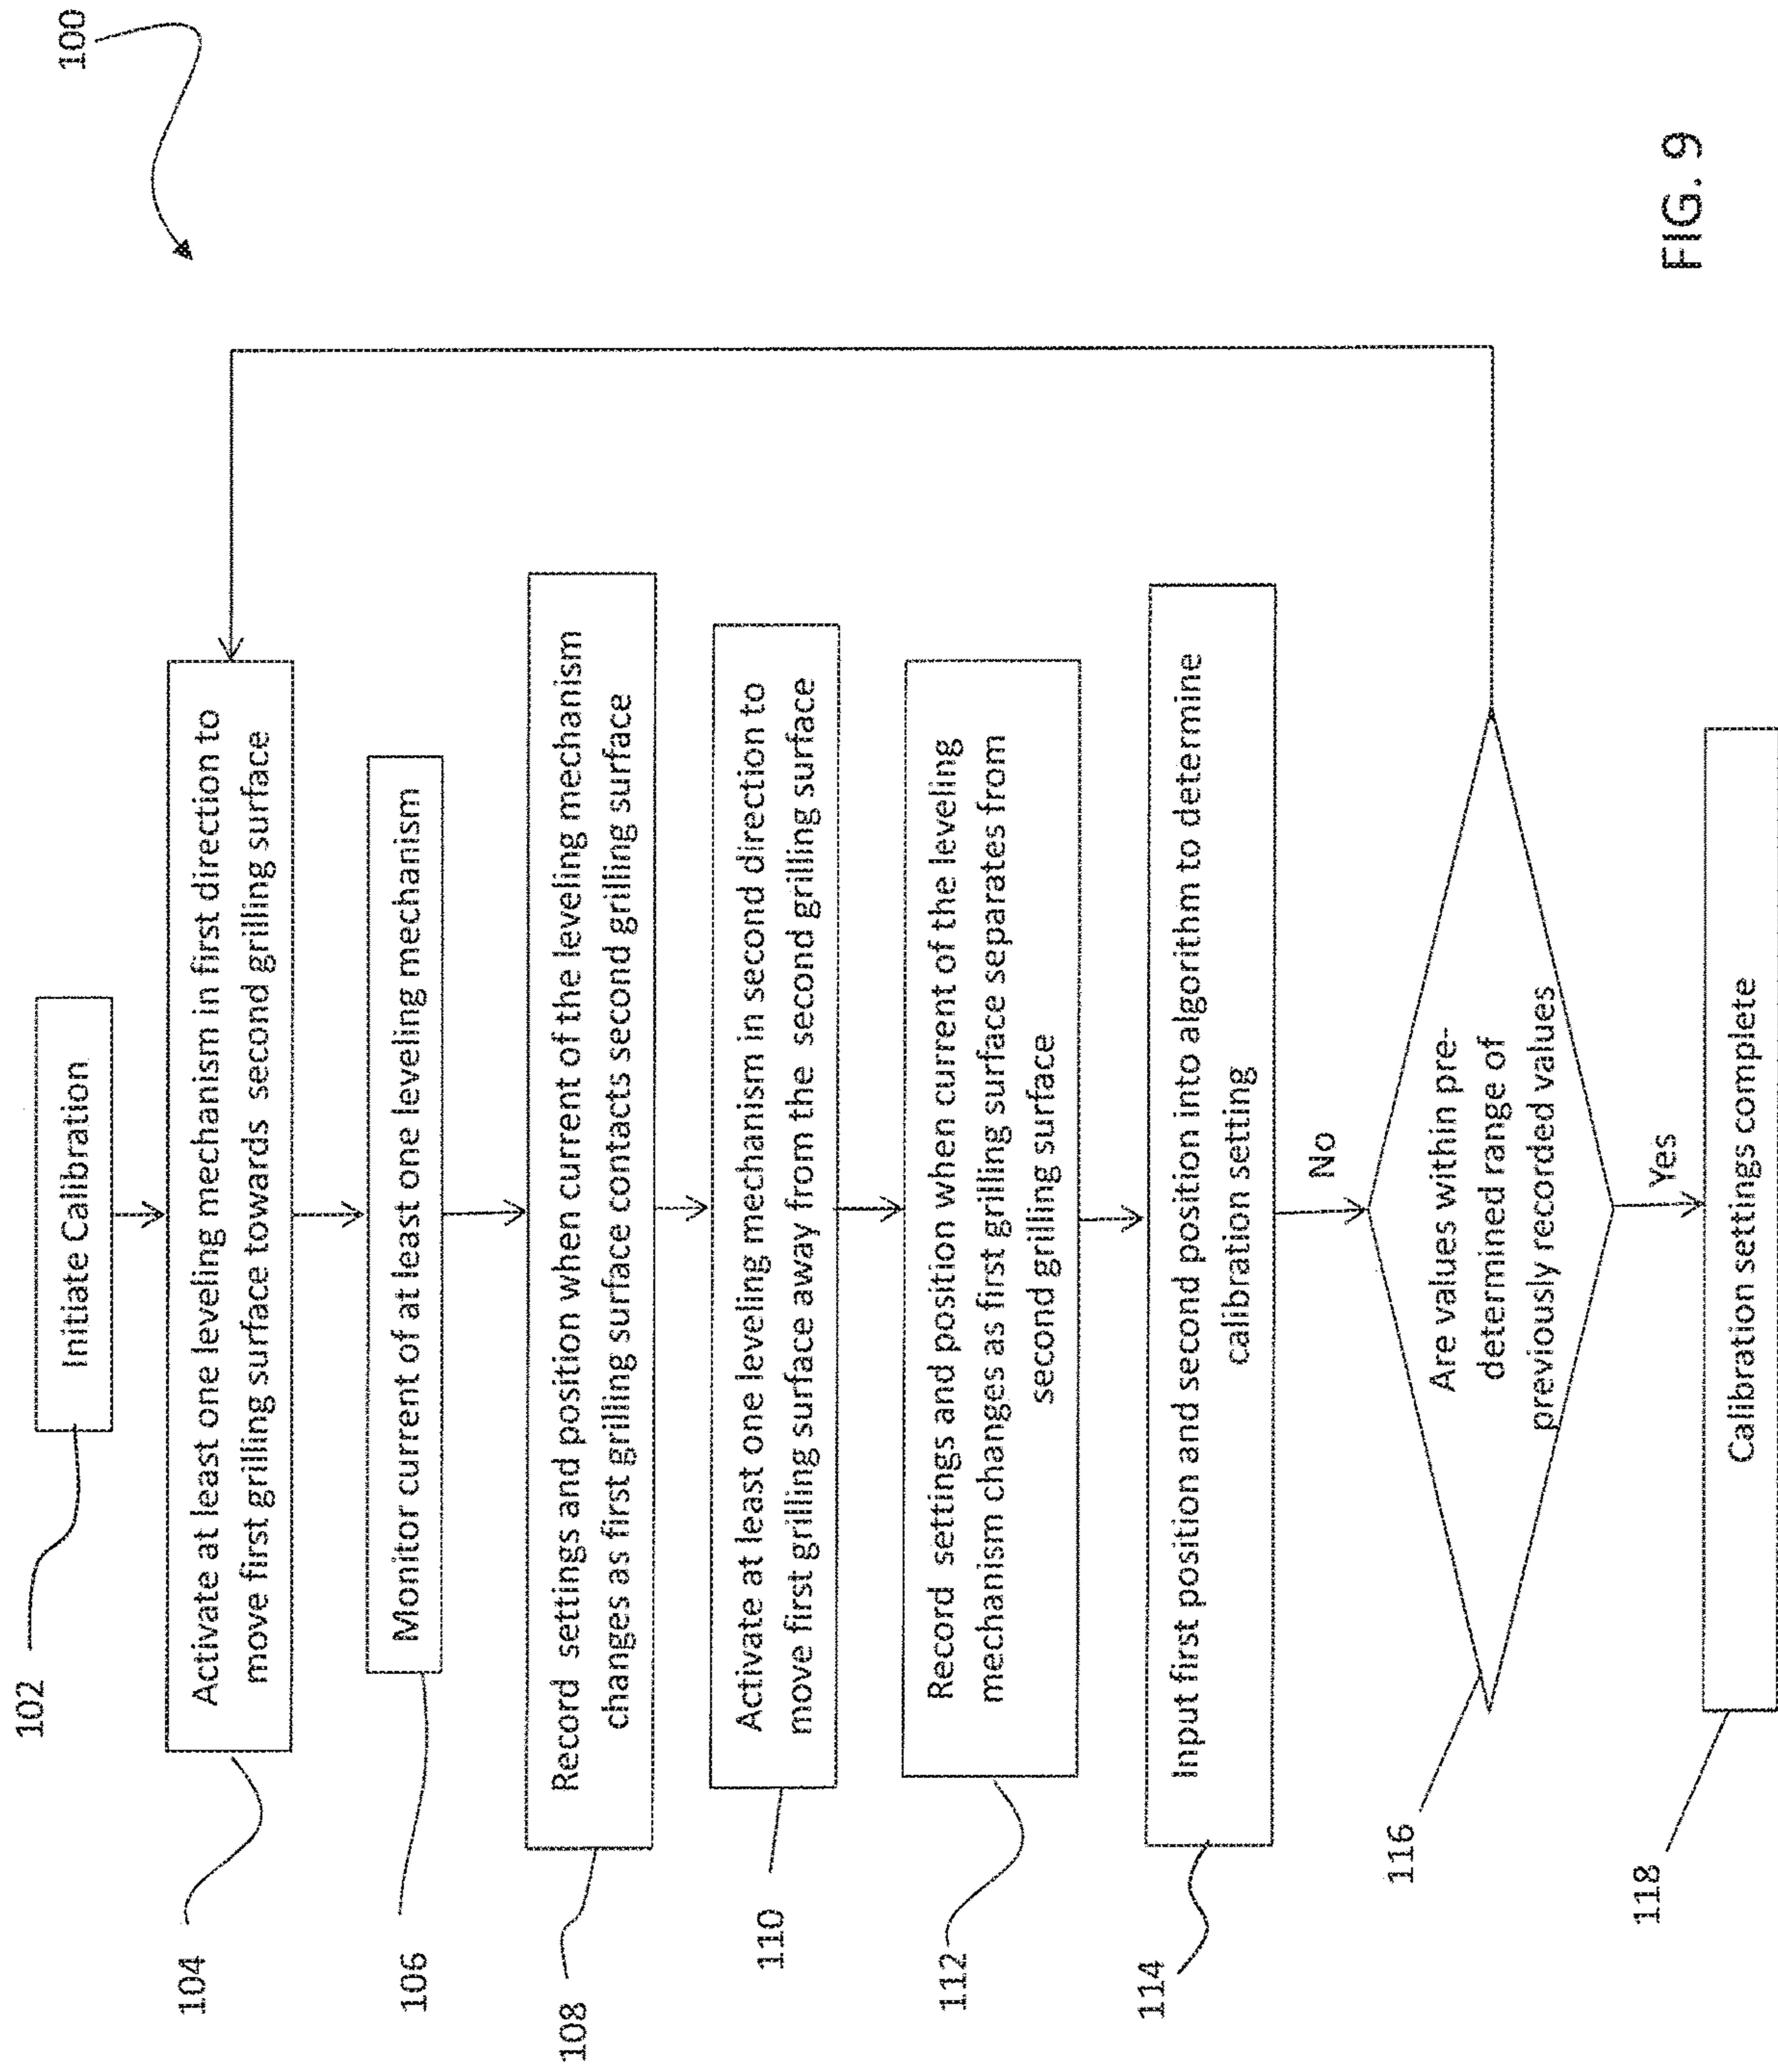 100
102
Initiate Calibration
104
Activate at least one leveling mechanism in first direction to
move first grilling surface towards second grilling surface
106
Monitor current of at least one leveling mechanism
108
Record settings and position when current of the leveling mechanism
changes as first grilling surface contacts second grilling surface
110
Activate at least one leveling mechanism in second direction to
move first grilling surface away from the second grilling surface
112
Record settings and position when current of the leveling
mechanism changes as first grilling surface separates from
second grilling surface
114
Input first position and second position into algorithm to determine
calibration setting
No
116
Are values within pre-
determined range of
previously recorded values
Yes
118
Calibration settings complete
FIG. 9